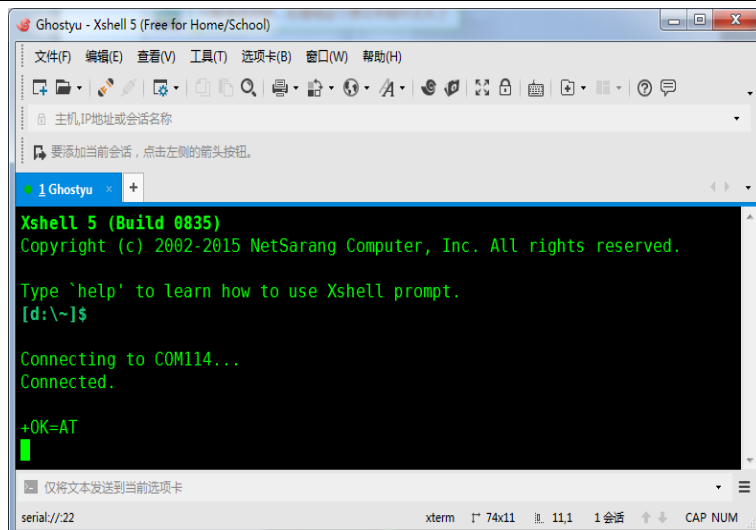 Ghostyu - Xshell 5 (Free for Home/School)
文件(F) 编辑(E) 查看(V) 工具(T) 选项卡(B) 窗口(W) 帮助(H)
主机,IP地址或会话名称
要添加当前会话，点击左侧的箭头按钮。
1 Ghostyu × +
Xshell 5 (Build 0835)
Copyright (c) 2002-2015 NetSarang Computer, Inc. All rights reserved.
Type `help' to learn how to use Xshell prompt.
[d:\~]$
Connecting to COM114...
Connected.
+OK=AT
仅将文本发送到当前选项卡
serial://:22 xterm 74x11 11,1 1 会话 CAP NUM